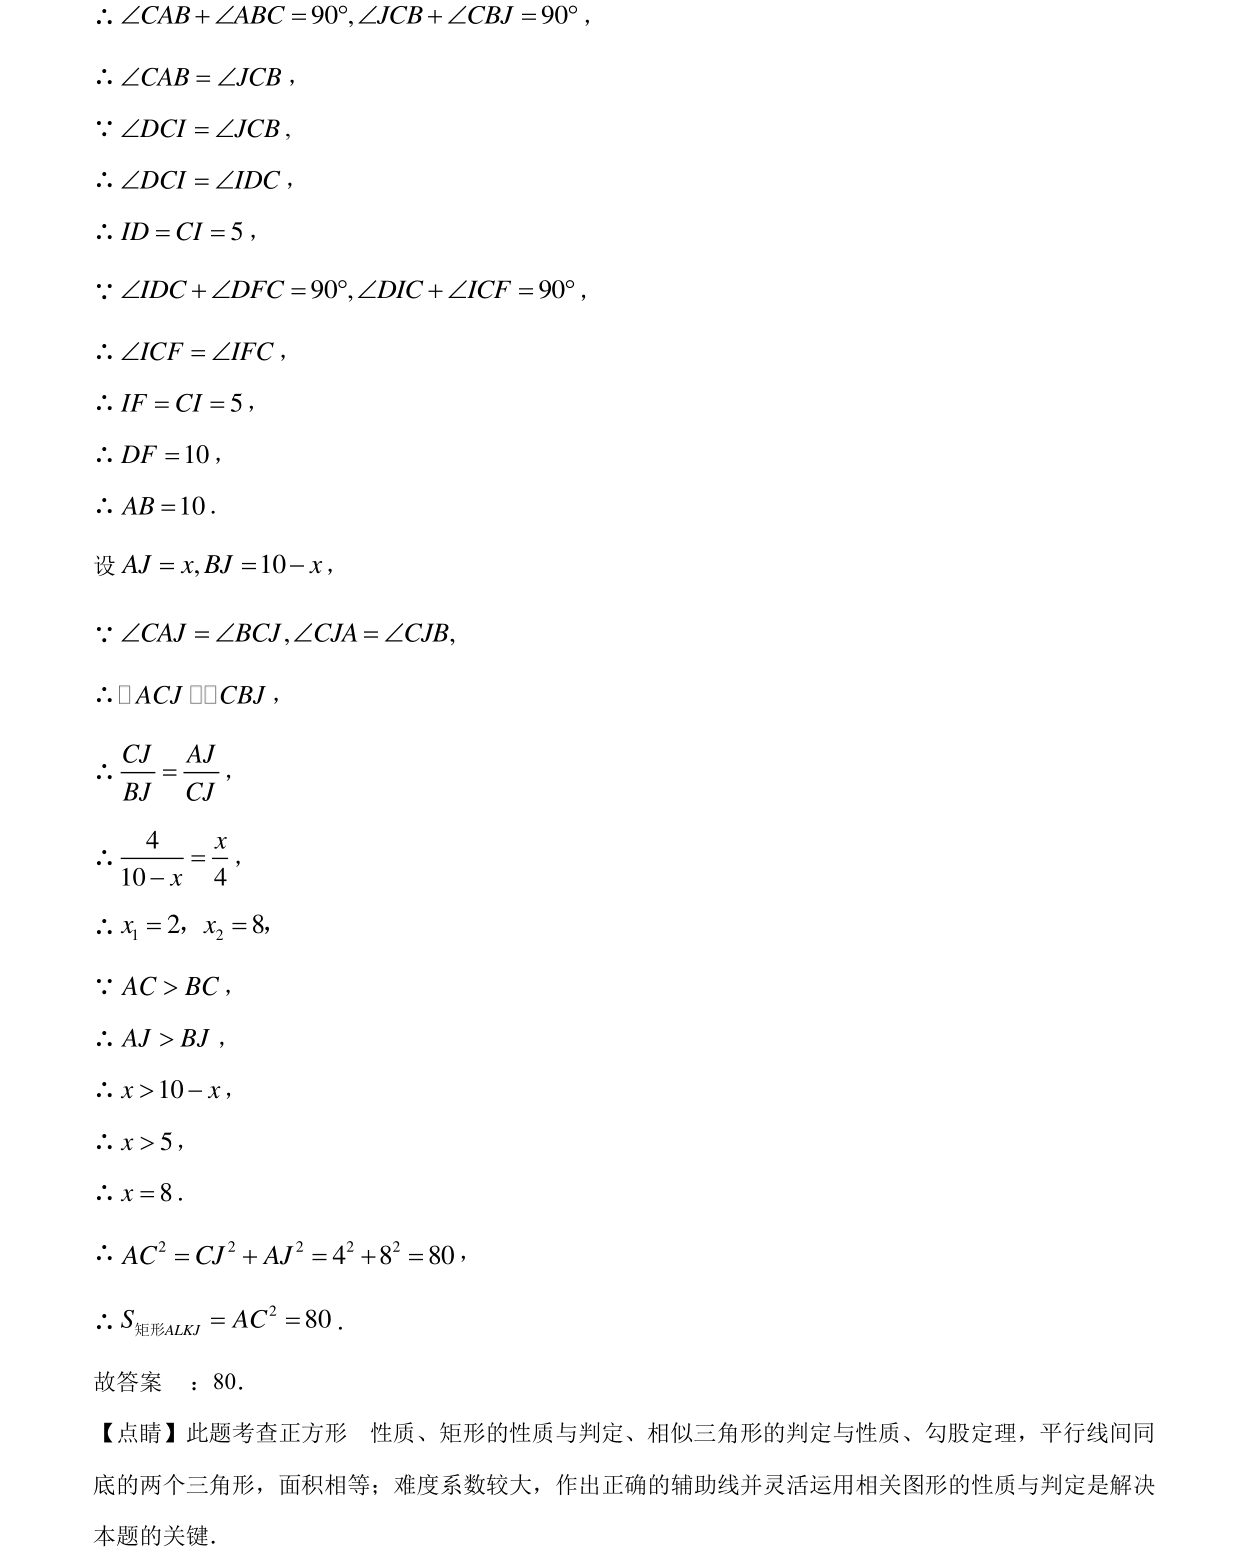 ∴∠CAB+∠ABC=90°,∠JCB+∠CBJ=90°，
∴∠CAB=∠JCB，
∵∠DCI=∠JCB,
∴∠DCI=∠IDC，
∴ID=CI=5，
∵∠IDC+∠DFC=90°,∠DIC+∠ICF=90°，
∴∠ICF=∠IFC，
∴IF=CI=5，
∴DF=10，
∴AB=10．
设AJ=x,BJ=10−x，
∵∠CAJ=∠BCJ,∠CJA=∠CJB,
∴□ACJ□□CBJ，
∴CJ/BJ=AJ/CJ，
∴4/(10−x)=x/4，
∴x₁=2，x₂=8，
∵AC>BC，
∴AJ>BJ，
∴x>10−x，
∴x>5，
∴x=8．
∴AC²=CJ²+AJ²=4²+8²=80，
∴S矩形ALKJ=AC²=80．
故答案 ：80．
【点睛】此题考查正方形 性质、矩形的性质与判定、相似三角形的判定与性质、勾股定理，平行线间同
底的两个三角形，面积相等；难度系数较大，作出正确的辅助线并灵活运用相关图形的性质与判定是解决
本题的关键．